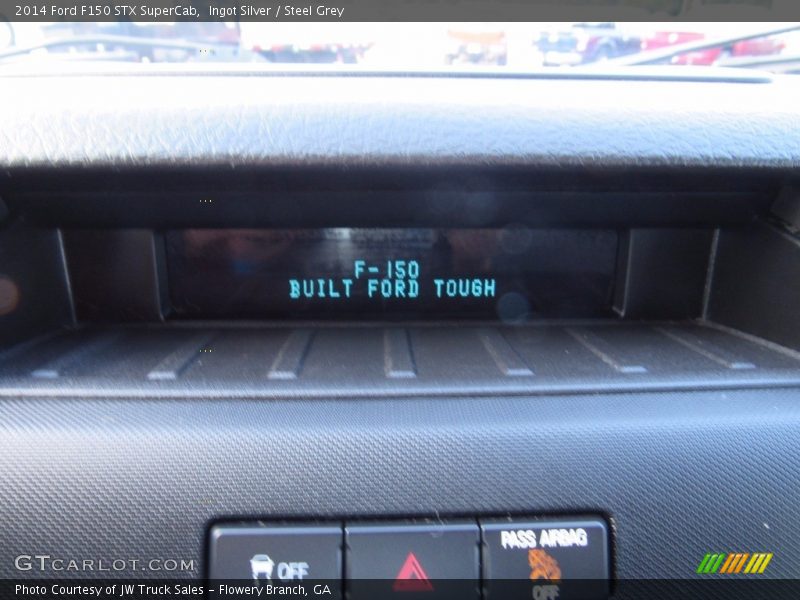 2014 Ford F150 STX SuperCab,  Ingot Silver / Steel Grey
F-150
BUILT FORD TOUGH
PASS AIRBAG
OFF
OFF
GTCARLOT.COM
Photo Courtesy of JW Truck Sales - Flowery Branch, GA